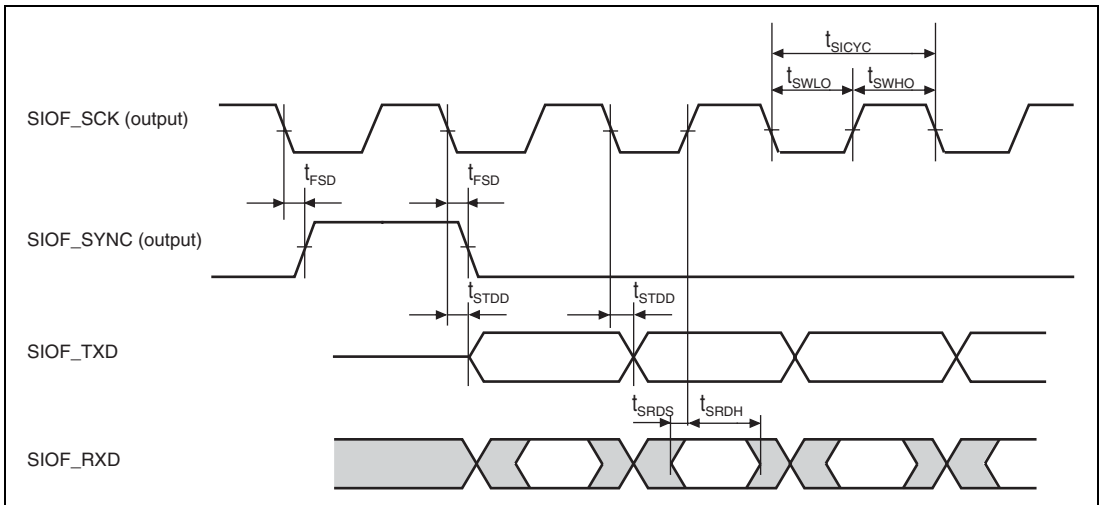 tSICYC
tSWLO tSWHO
SIOF_SCK (output)
tFSD tFSD
SIOF_SYNC (output)
tSTDD tSTDD
SIOF_TXD
tSRDS tSRDH
SIOF_RXD